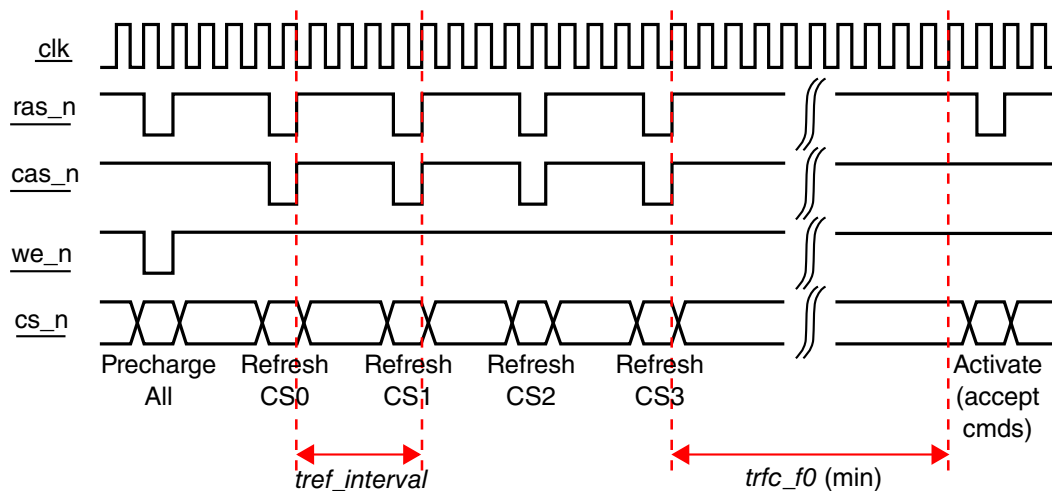 clk
ras_n
cas_n
we_n
cs_n
Precharge
All
Refresh
CS0
Refresh
CS1
Refresh
CS2
Refresh
CS3
Activate
(accept
cmds)
tref_interval
trfc_f0 (min)